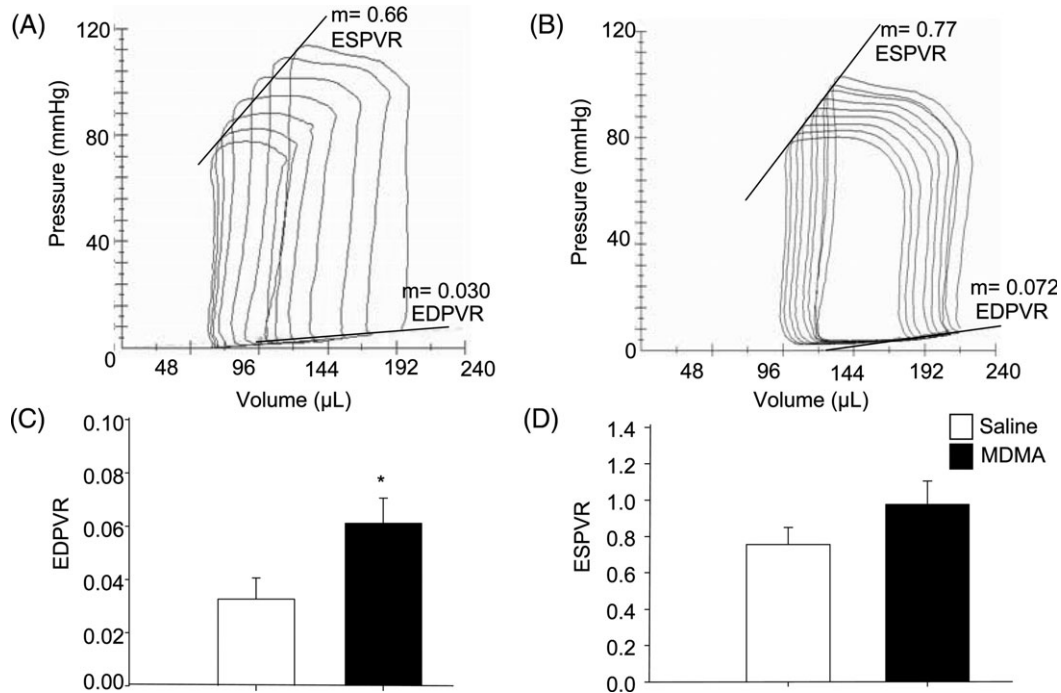 (A)
m= 0.66
ESPVR
120
80
40
0
Pressure (mmHg)
m= 0.030
EDPVR
48 96 144 192 240
Volume (µL)
(B)
m= 0.77
ESPVR
120
80
40
0
Pressure (mmHg)
m= 0.072
EDPVR
48 96 144 192 240
Volume (µL)
(C)
0.10
0.08
0.06
0.04
0.02
0.00
EDPVR
*
(D)
1.4
1.2
1.0
0.8
0.6
0.4
0.2
0.0
ESPVR
Saline
MDMA